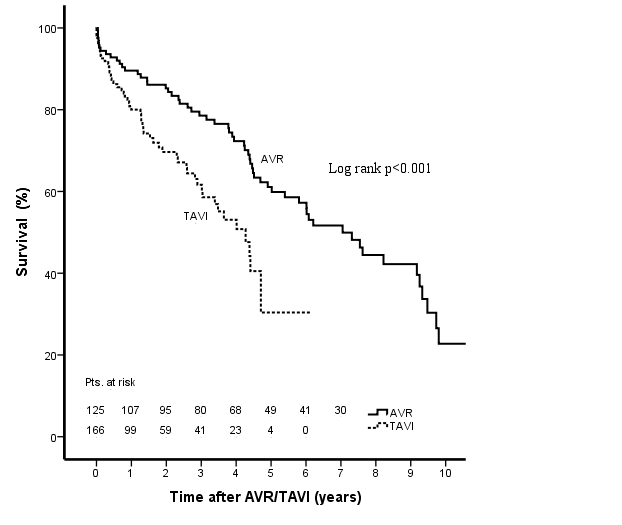 100
80
60
40
20
0
Survival (%)
AVR
Log rank p<0.001
TAVI
Pts. at risk
125 107 95 80 68 49 41 30
166 99 59 41 23 4 0
AVR
TAVI
0 1 2 3 4 5 6 7 8 9 10
Time after AVR/TAVI (years)